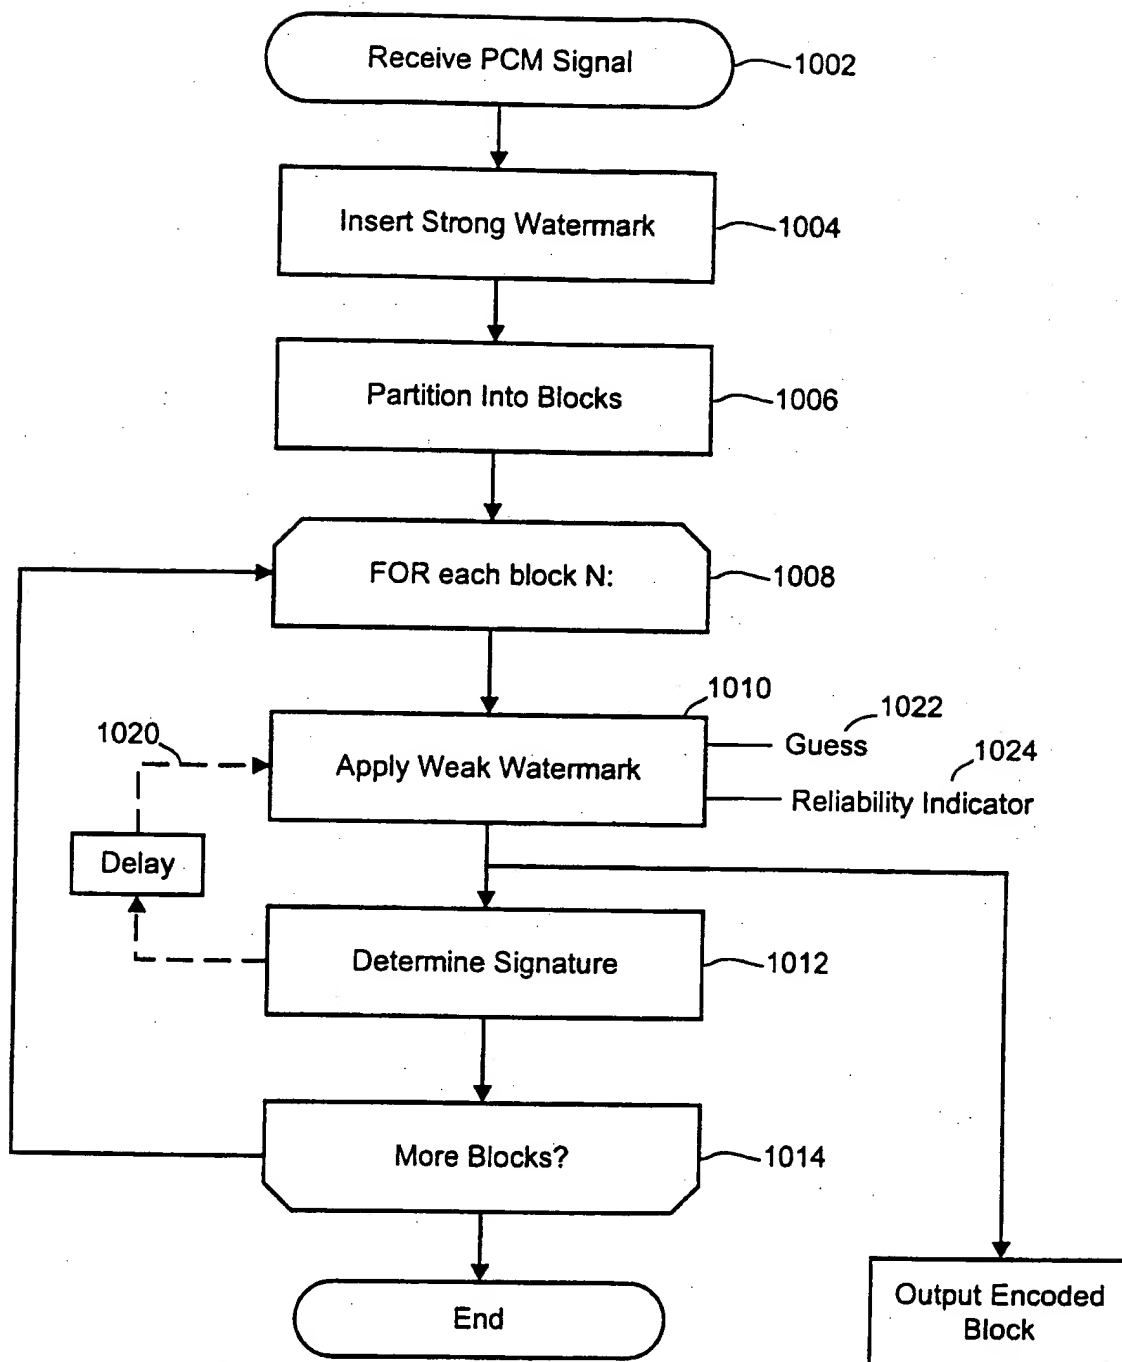 Receive PCM Signal
1002
Insert Strong Watermark
1004
Partition Into Blocks
1006
FOR each block N:
1008
1010
1022
1020
Guess
1024
Apply Weak Watermark
Reliability Indicator
Delay
Determine Signature
1012
More Blocks?
1014
End
Output Encoded
Block